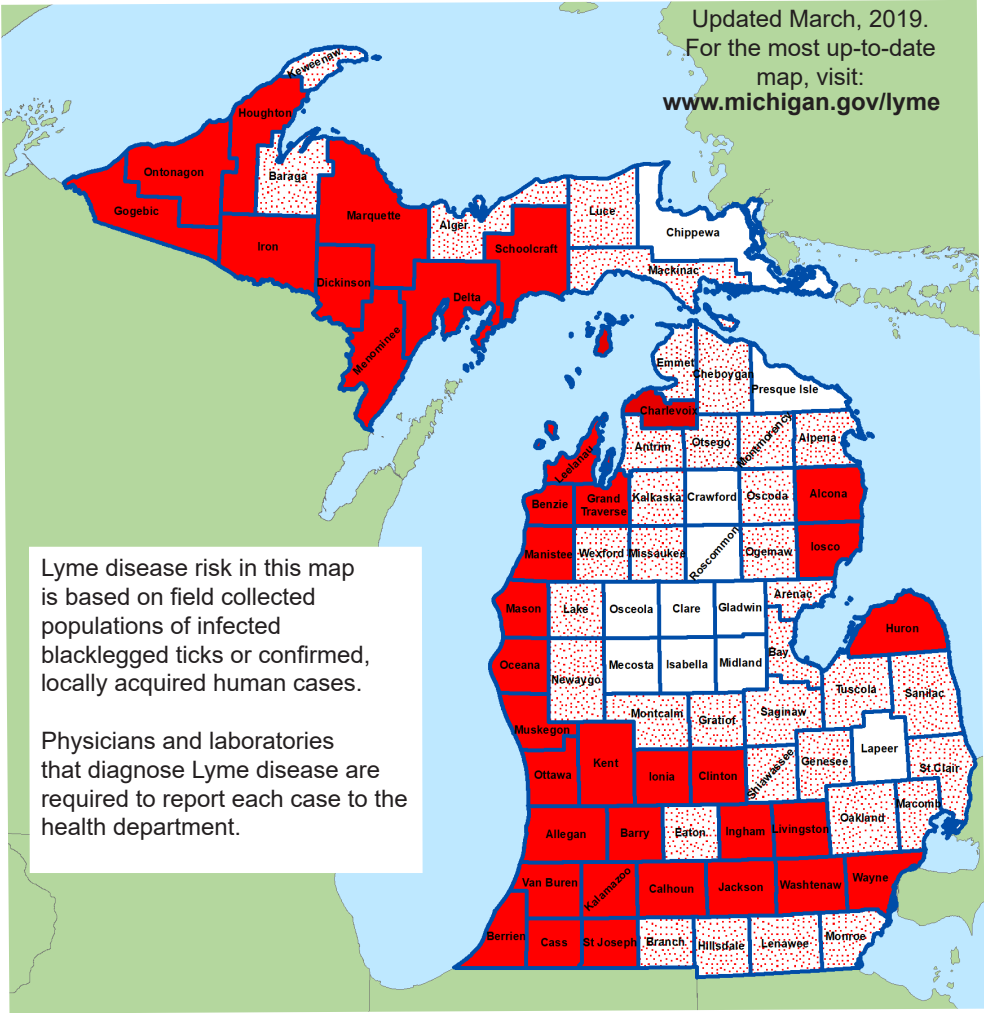 Updated March, 2019.
For the most up-to-date
map, visit:
www.michigan.gov/lyme
Keweenaw
Houghton
Ontonagon
Baraga
Gogebic
Marquette
Alger
Luce
Chippewa
Iron
Schoolcraft
Mackinac
Dickinson
Delta
Menominee
Emmet
Cheboygan
Presque Isle
Charlevoix
Antrim
Otsego
Montmorency
Alpena
Leelanau
Benzie
Grand
Traverse
Kalkaska
Crawford
Oscoda
Alcona
Manistee
Wexford
Missaukee
Roscommon
Ogemaw
Iosco
Lyme disease risk in this map
is based on field collected
populations of infected
blacklegged ticks or confirmed,
locally acquired human cases.
Physicians and laboratories
that diagnose Lyme disease are
required to report each case to the
health department.
Mason
Lake
Osceola
Clare
Gladwin
Arenac
Huron
Oceana
Newaygo
Mecosta
Isabella
Midland
Bay
Tuscola
Sanilac
Muskegon
Montcalm
Gratiot
Saginaw
Ottawa
Kent
Ionia
Clinton
Shiawassee
Genesee
Lapeer
St.Clair
Allegan
Barry
Eaton
Ingham
Livingston
Oakland
Macomb
Van Buren
Kalamazoo
Calhoun
Jackson
Washtenaw
Wayne
Berrien
Cass
St Joseph
Branch
Hillsdale
Lenawee
Monroe